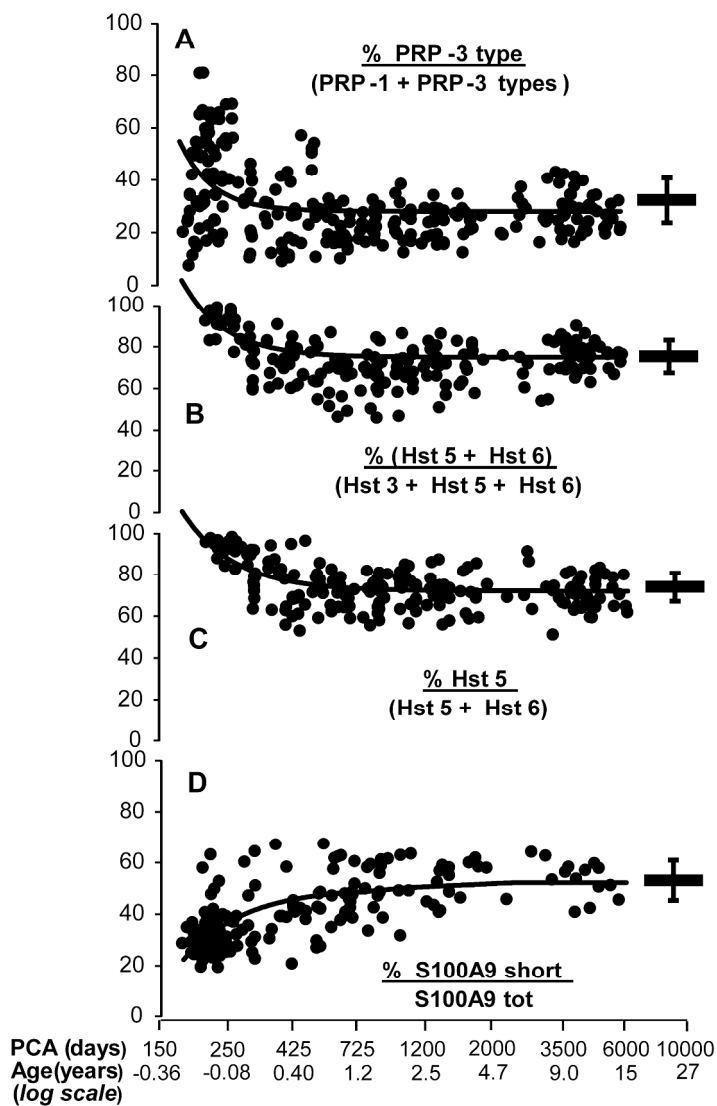 100
A
% PRP-3 type
(PRP-1 + PRP-3 types)
80
60
40
20
0
100
80
60
B
40
% (Hst 5 + Hst 6)
(Hst 3 + Hst 5 + Hst 6)
20
0
100
80
60
C
40
% Hst 5
(Hst 5 + Hst 6)
20
0
100
D
80
60
40
20
% S100A9 short
S100A9 tot
0
PCA (days) 150 250 425 725 1200 2000 3500 6000 10000
Age(years) -0.36 -0.08 0.40 1.2 2.5 4.7 9.0 15 27
(log scale)